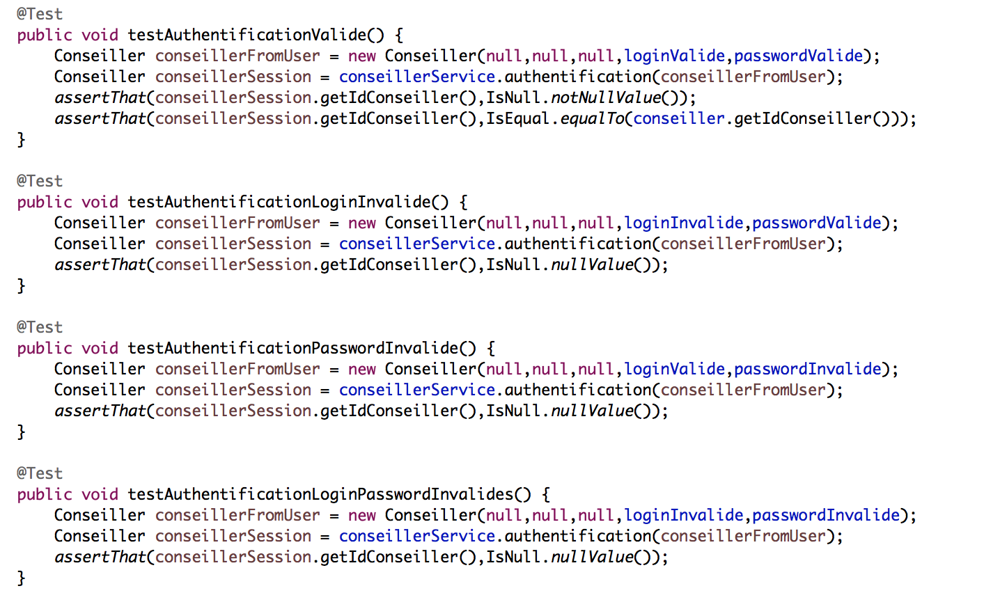 @Test
public void testAuthentificationValide() {
    Conseiller conseillerFromUser = new Conseiller(null,null,null,loginValide,passwordValide);
    Conseiller conseillerSession = conseillerService.authentification(conseillerFromUser);
    assertThat(conseillerSession.getIdConseiller(),IsNull.notNullValue());
    assertThat(conseillerSession.getIdConseiller(),IsEqual.equalTo(conseiller.getIdConseiller()));
}

@Test
public void testAuthentificationLoginInvalide() {
    Conseiller conseillerFromUser = new Conseiller(null,null,null,loginInvalide,passwordValide);
    Conseiller conseillerSession = conseillerService.authentification(conseillerFromUser);
    assertThat(conseillerSession.getIdConseiller(),IsNull.nullValue());
}

@Test
public void testAuthentificationPasswordInvalide() {
    Conseiller conseillerFromUser = new Conseiller(null,null,null,loginValide,passwordInvalide);
    Conseiller conseillerSession = conseillerService.authentification(conseillerFromUser);
    assertThat(conseillerSession.getIdConseiller(),IsNull.nullValue());
}

@Test
public void testAuthentificationLoginPasswordInvalides() {
    Conseiller conseillerFromUser = new Conseiller(null,null,null,loginInvalide,passwordInvalide);
    Conseiller conseillerSession = conseillerService.authentification(conseillerFromUser);
    assertThat(conseillerSession.getIdConseiller(),IsNull.nullValue());
}